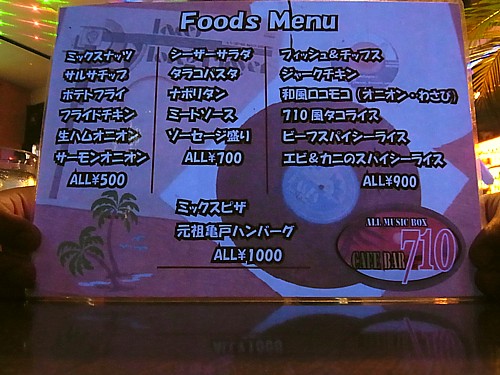 Foods Menu
ミックスナッツ
サルサチップ
ポテトフライ
フライドチキン
生ハムオニオン
サーモンオニオン
ALL¥500
シーザーサラダ
タラコパスタ
ナポリタン
ミートソース
ソーセージ盛り
ALL¥700
フィッシュ&チップス
ジャークチキン
和風ロコモコ（オニオン・わさび）
710風タコライス
ビーフスパイシーライス
エビ&カニのスパイシーライス
ALL¥900
ミックスピザ
元祖亀戸ハンバーグ
ALL¥1000
ALL MUSIC BOX
CAFE BAR 710